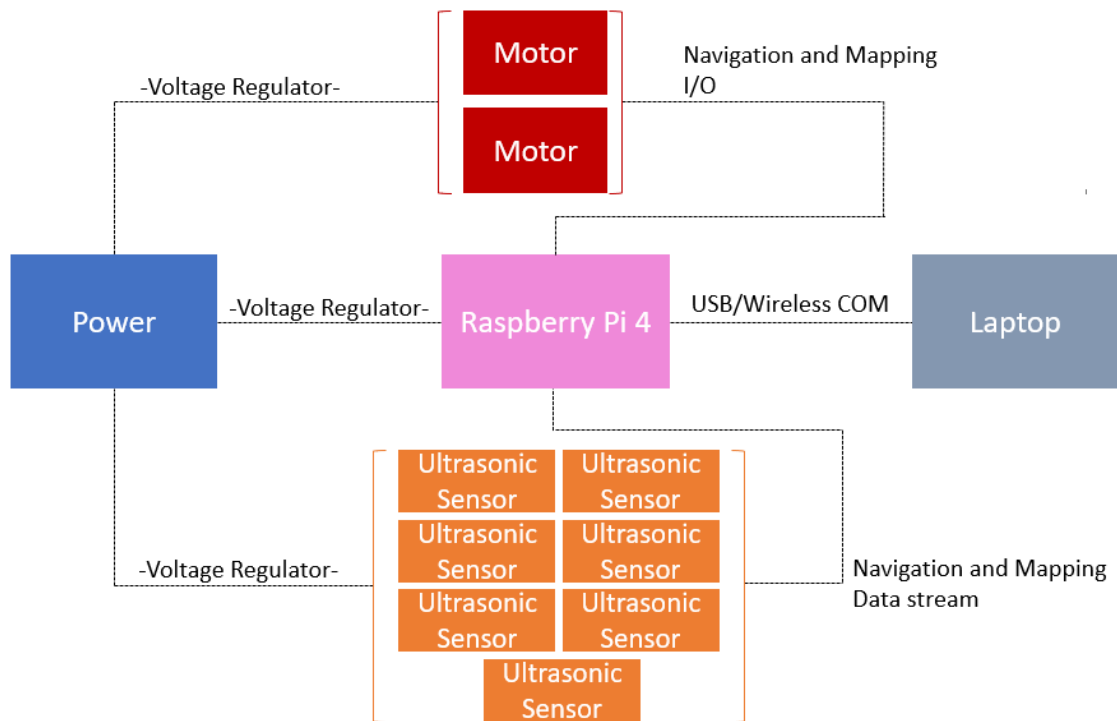 Motor
Navigation and Mapping
I/O
-Voltage Regulator-
Motor
Power
-Voltage Regulator-
Raspberry Pi 4
USB/Wireless COM
Laptop
Ultrasonic
Sensor
Ultrasonic
Sensor
Ultrasonic
Sensor
Ultrasonic
Sensor
-Voltage Regulator-
Navigation and Mapping
Data stream
Ultrasonic
Sensor
Ultrasonic
Sensor
Ultrasonic
Sensor